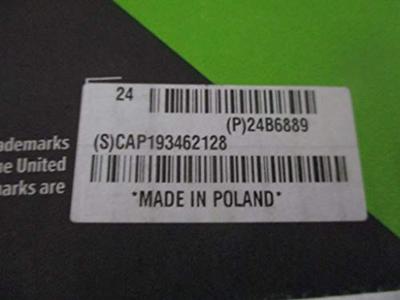 24
(P)24B6889
ademarks
(S)CAP193462128
e United
marks are
*MADE IN POLAND*